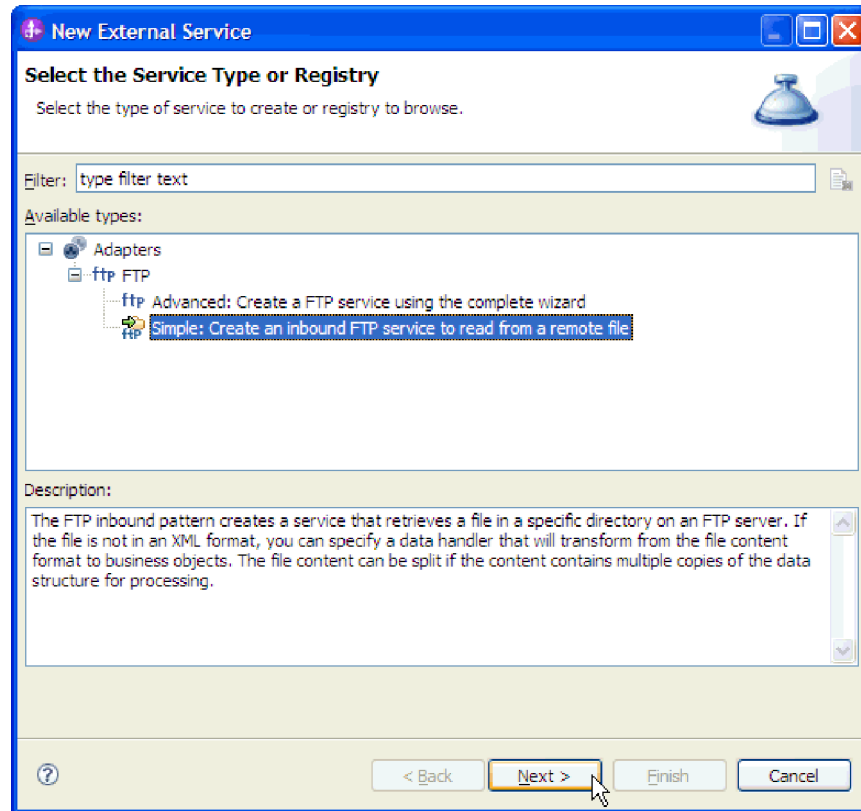 New External Service
Select the Service Type or Registry
Select the type of service to create or registry to browse.
Filter: type filter text
Available types:
Adapters
ftp FTP
ftp Advanced: Create a FTP service using the complete wizard
ftp Simple: Create an inbound FTP service to read from a remote file
Description:
The FTP inbound pattern creates a service that retrieves a file in a specific directory on an FTP server. If
the file is not in an XML format, you can specify a data handler that will transform from the file content
format to business objects. The file content can be split if the content contains multiple copies of the data
structure for processing.
< Back Next > Finish Cancel